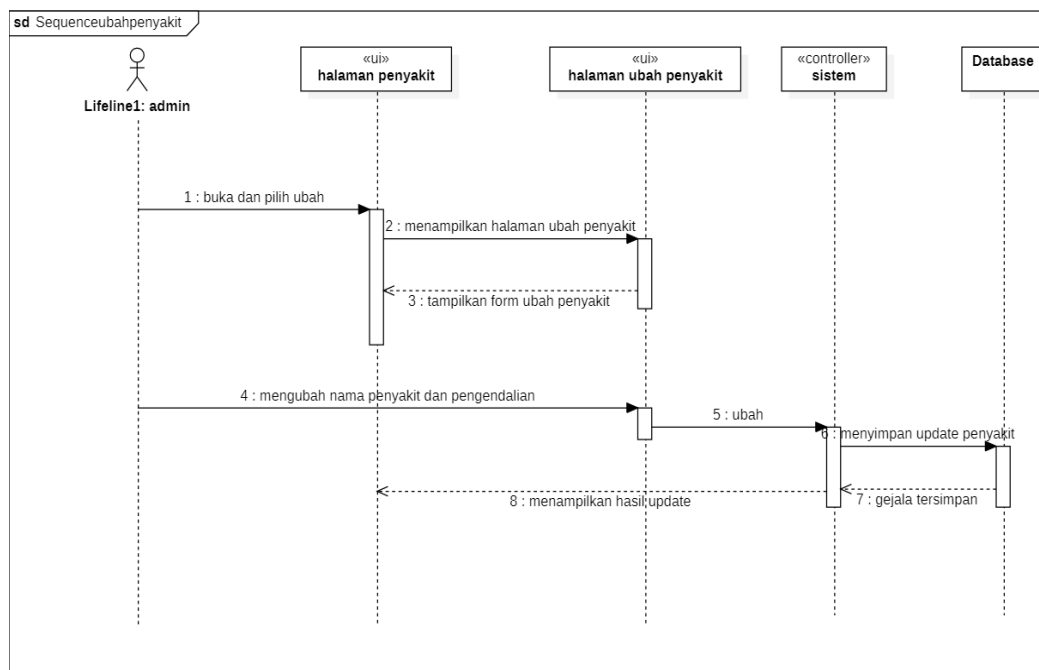 sd Sequenceubahpenyakit
«ui»
halaman penyakit
«ui»
halaman ubah penyakit
«controller»
sistem
Database
Lifeline1: admin
1 : buka dan pilih ubah
2 : menampilkan halaman ubah penyakit
3 : tampilkan form ubah penyakit
4 : mengubah nama penyakit dan pengendalian
5 : ubah
6 : menyimpan update penyakit
7 : gejala tersimpan
8 : menampilkan hasil update